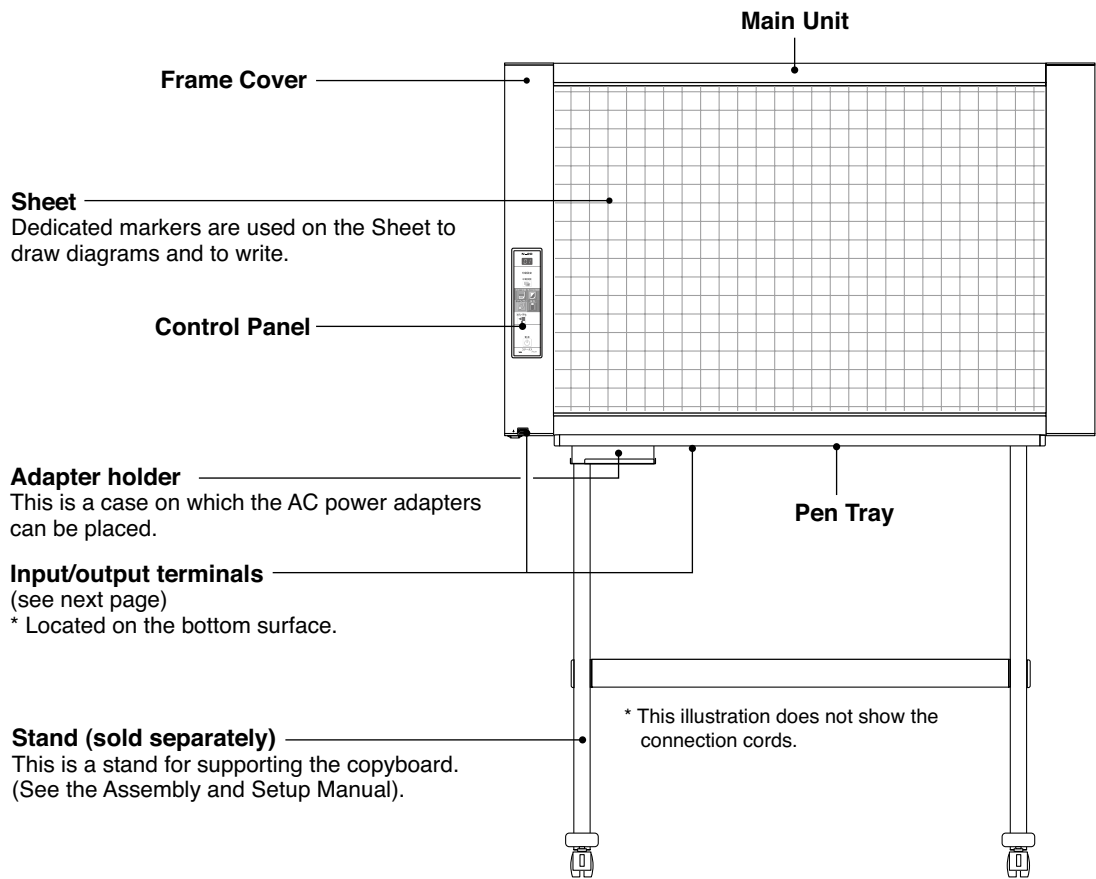 Main Unit
Frame Cover
Sheet
Dedicated markers are used on the Sheet to
draw diagrams and to write.
Control Panel
Adapter holder
This is a case on which the AC power adapters
can be placed.
Pen Tray
Input/output terminals
(see next page)
* Located on the bottom surface.
* This illustration does not show the
connection cords.
Stand (sold separately)
This is a stand for supporting the copyboard.
(See the Assembly and Setup Manual).